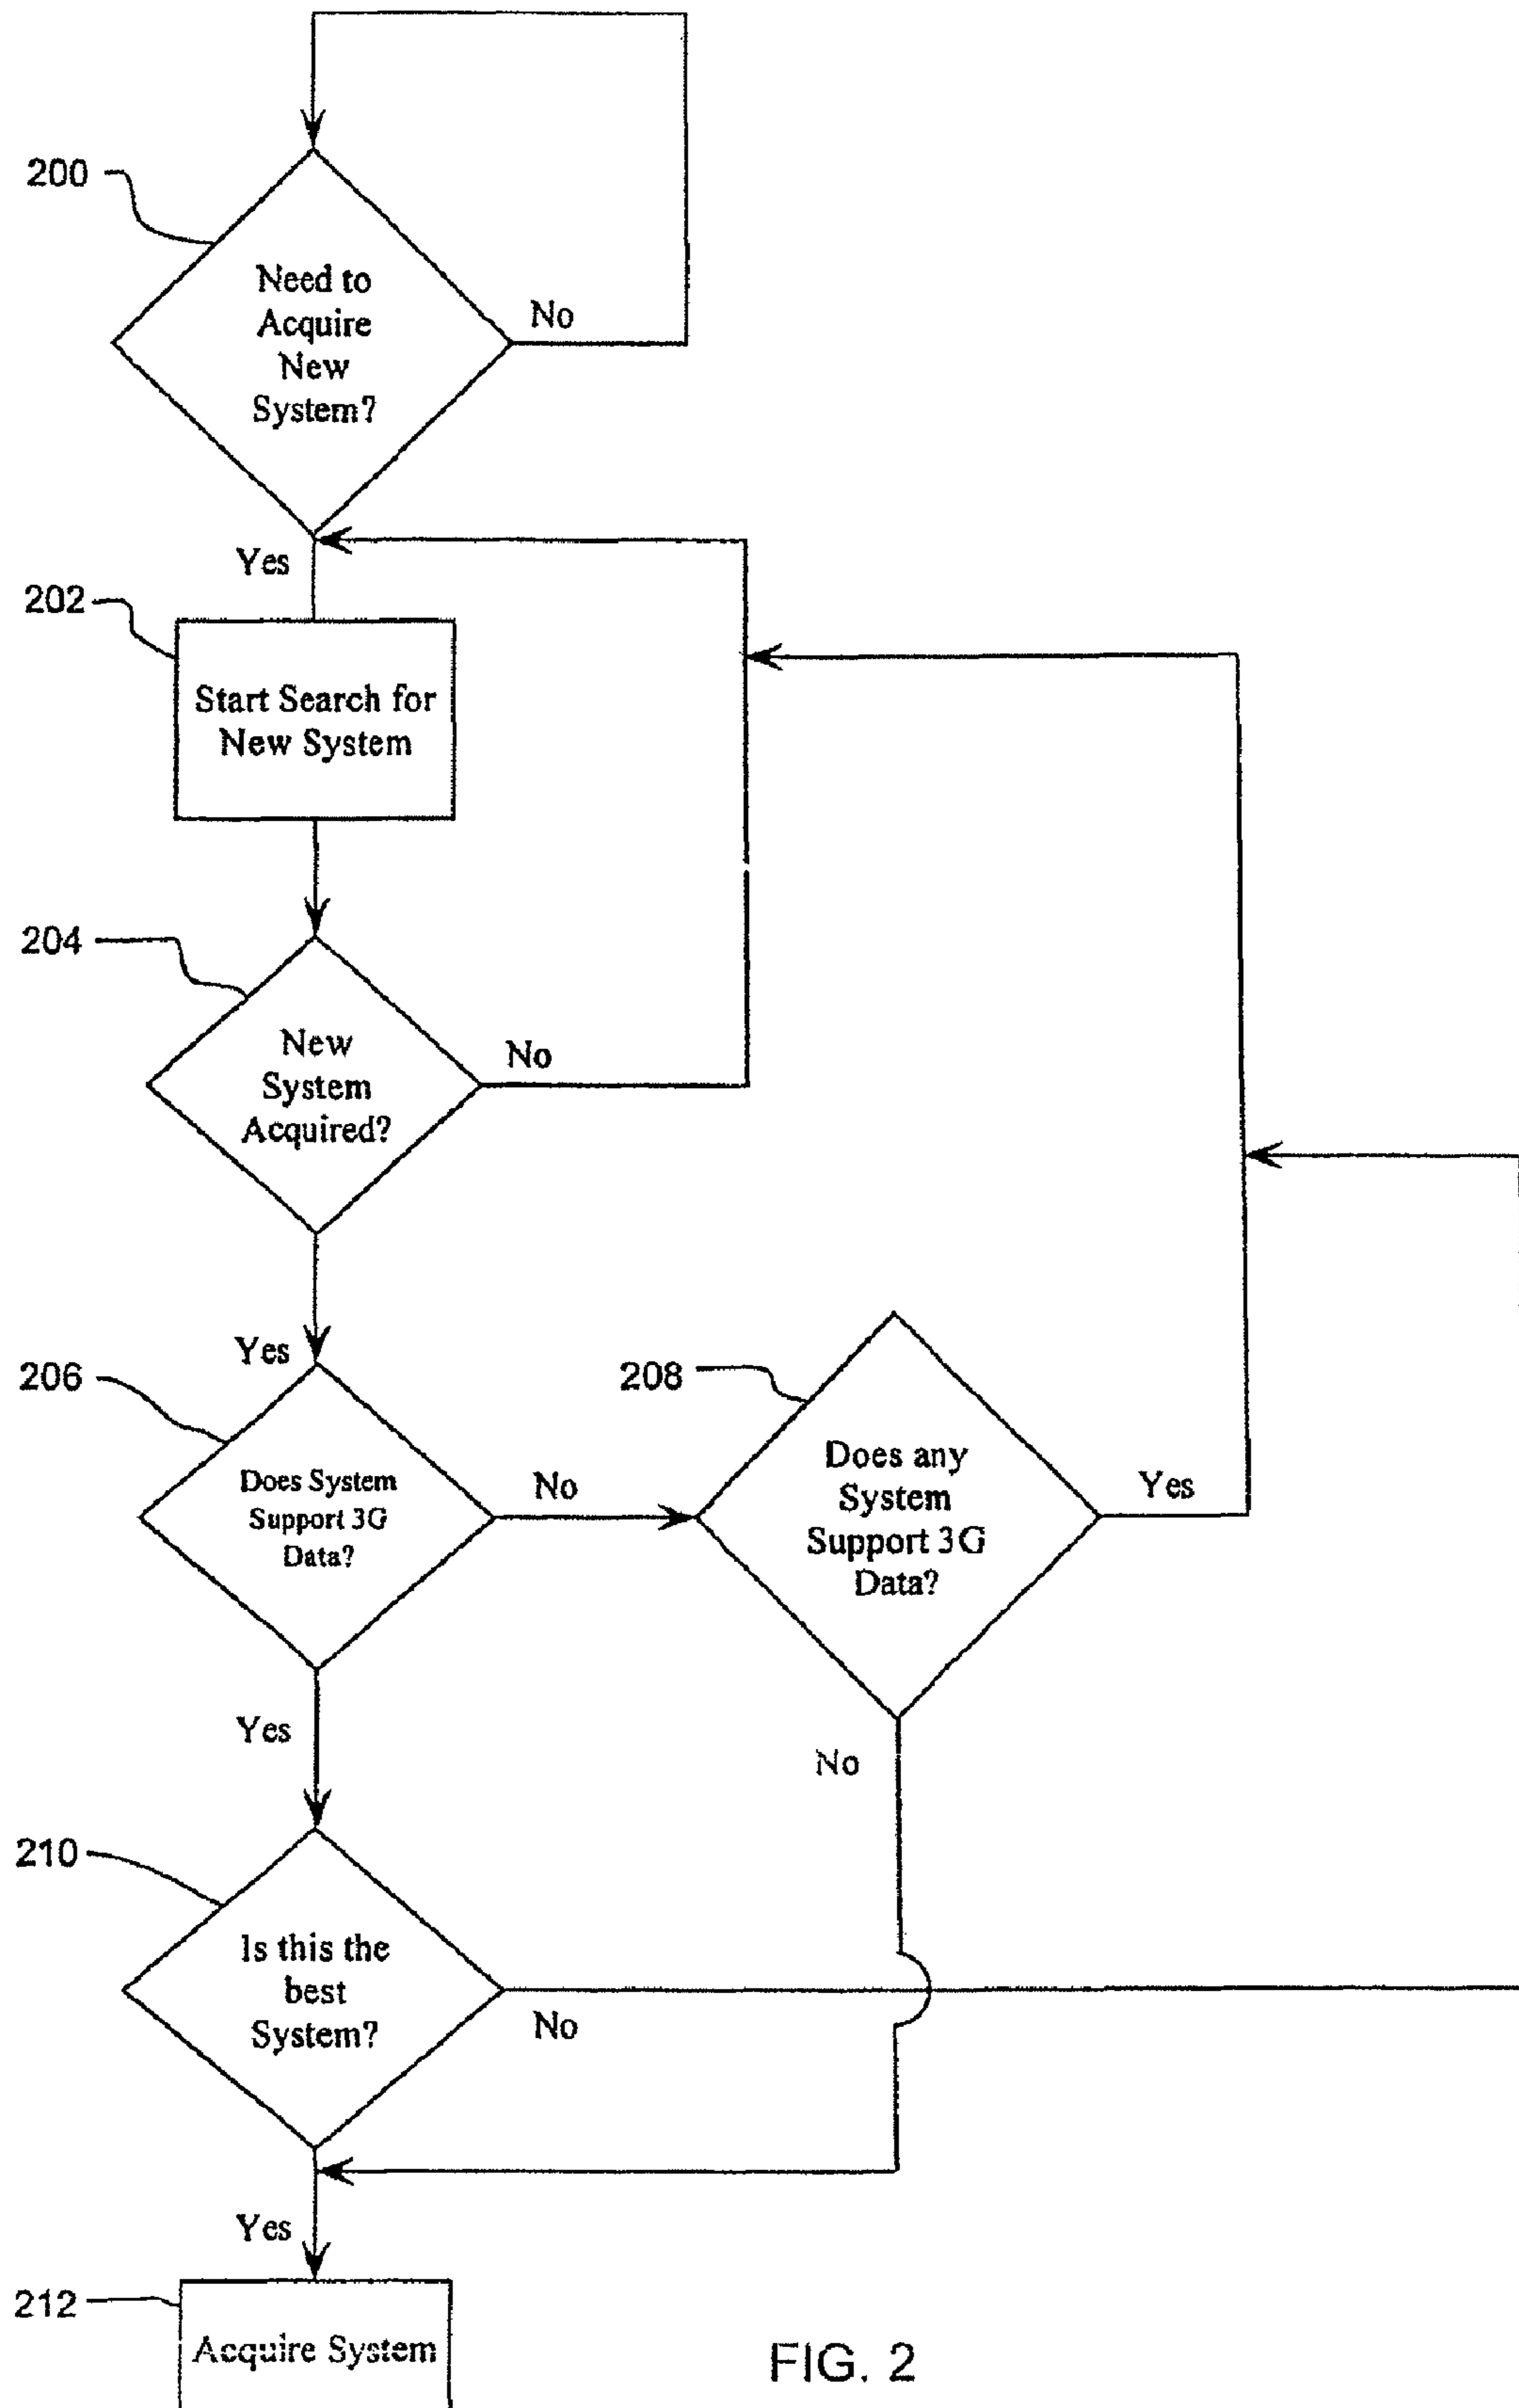 200
Need to
Acquire
New
System?
No
Yes
202
Start Search for
New System
204
New
System
Acquired?
No
Yes
206
Does System
Support 3G
Data?
No
208
Does any
System
Support 3G
Data?
Yes
Yes
No
210
Is this the
best
System?
No
Yes
212
Acquire System
FIG. 2